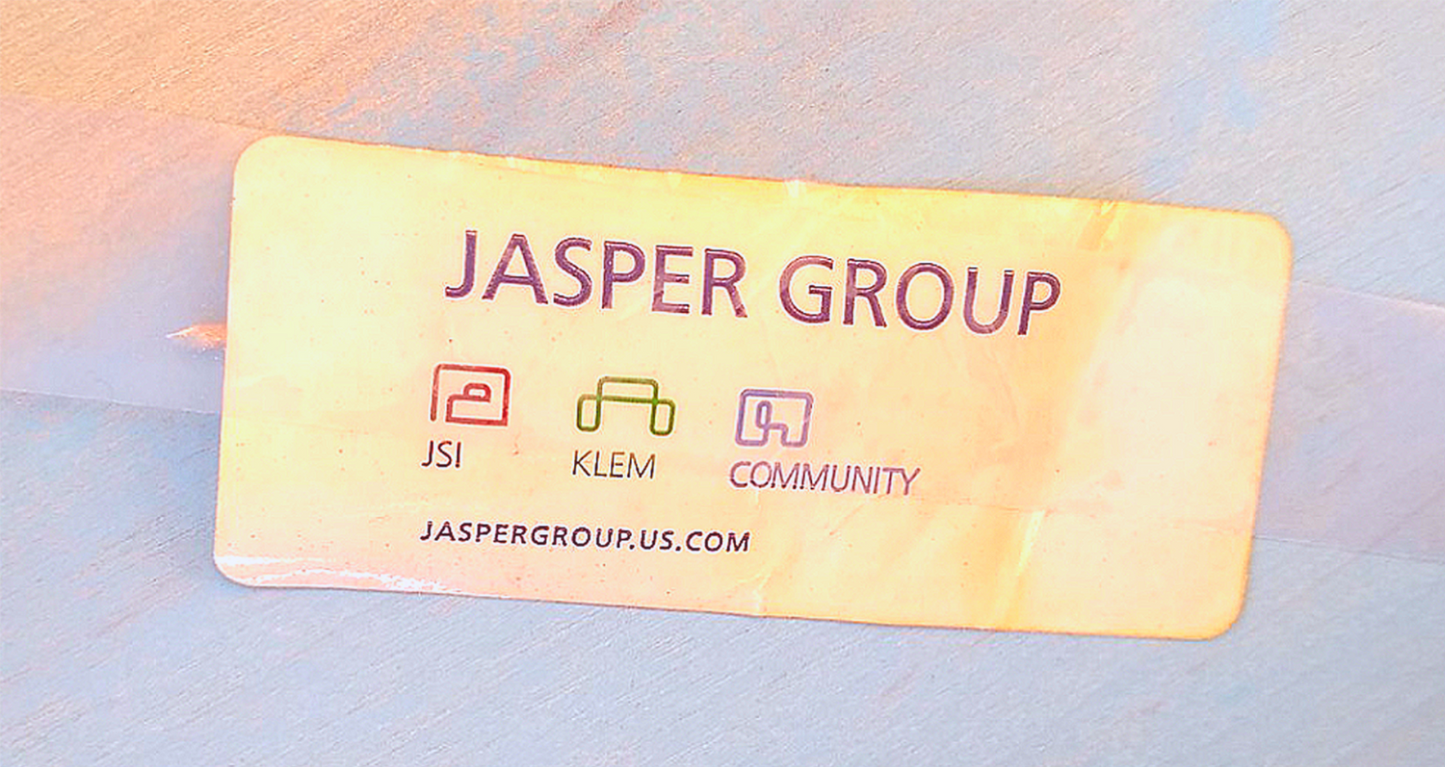 JASPER GROUP
JSI KLEM COMMUNITY
JASPERGROUP.US.COM